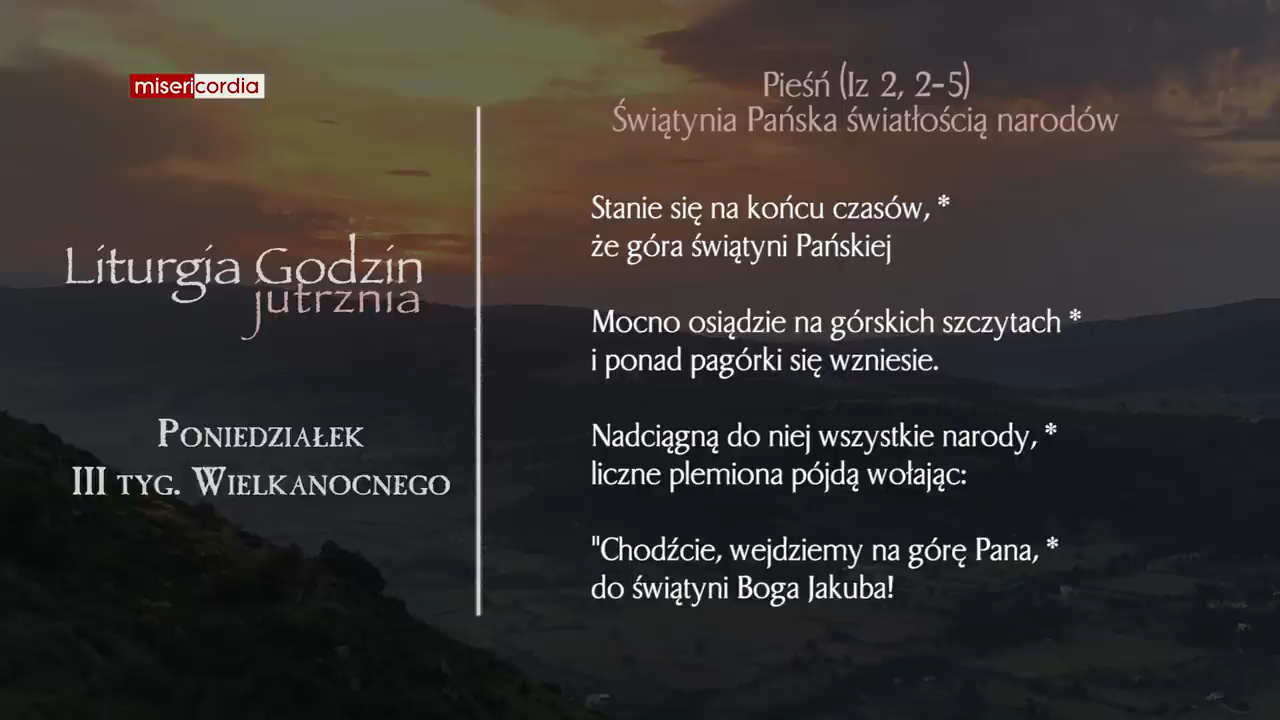 misericordia
Liturgia Godzin
jutrznia
Poniedziałek
III tyg. Wielkanocnego
Pieśń (Iz 2, 2-5)
Świątynia Pańska światłością narodów
Stanie się na końcu czasów, *
że góra świątyni Pańskiej
Mocno osiądzie na górskich szczytach *
i ponad pagórki się wzniesie.
Nadciągną do niej wszystkie narody, *
liczne plemiona pójdą wołając:
"Chodźcie, wejdziemy na górę Pana, *
do świątyni Boga Jakuba!